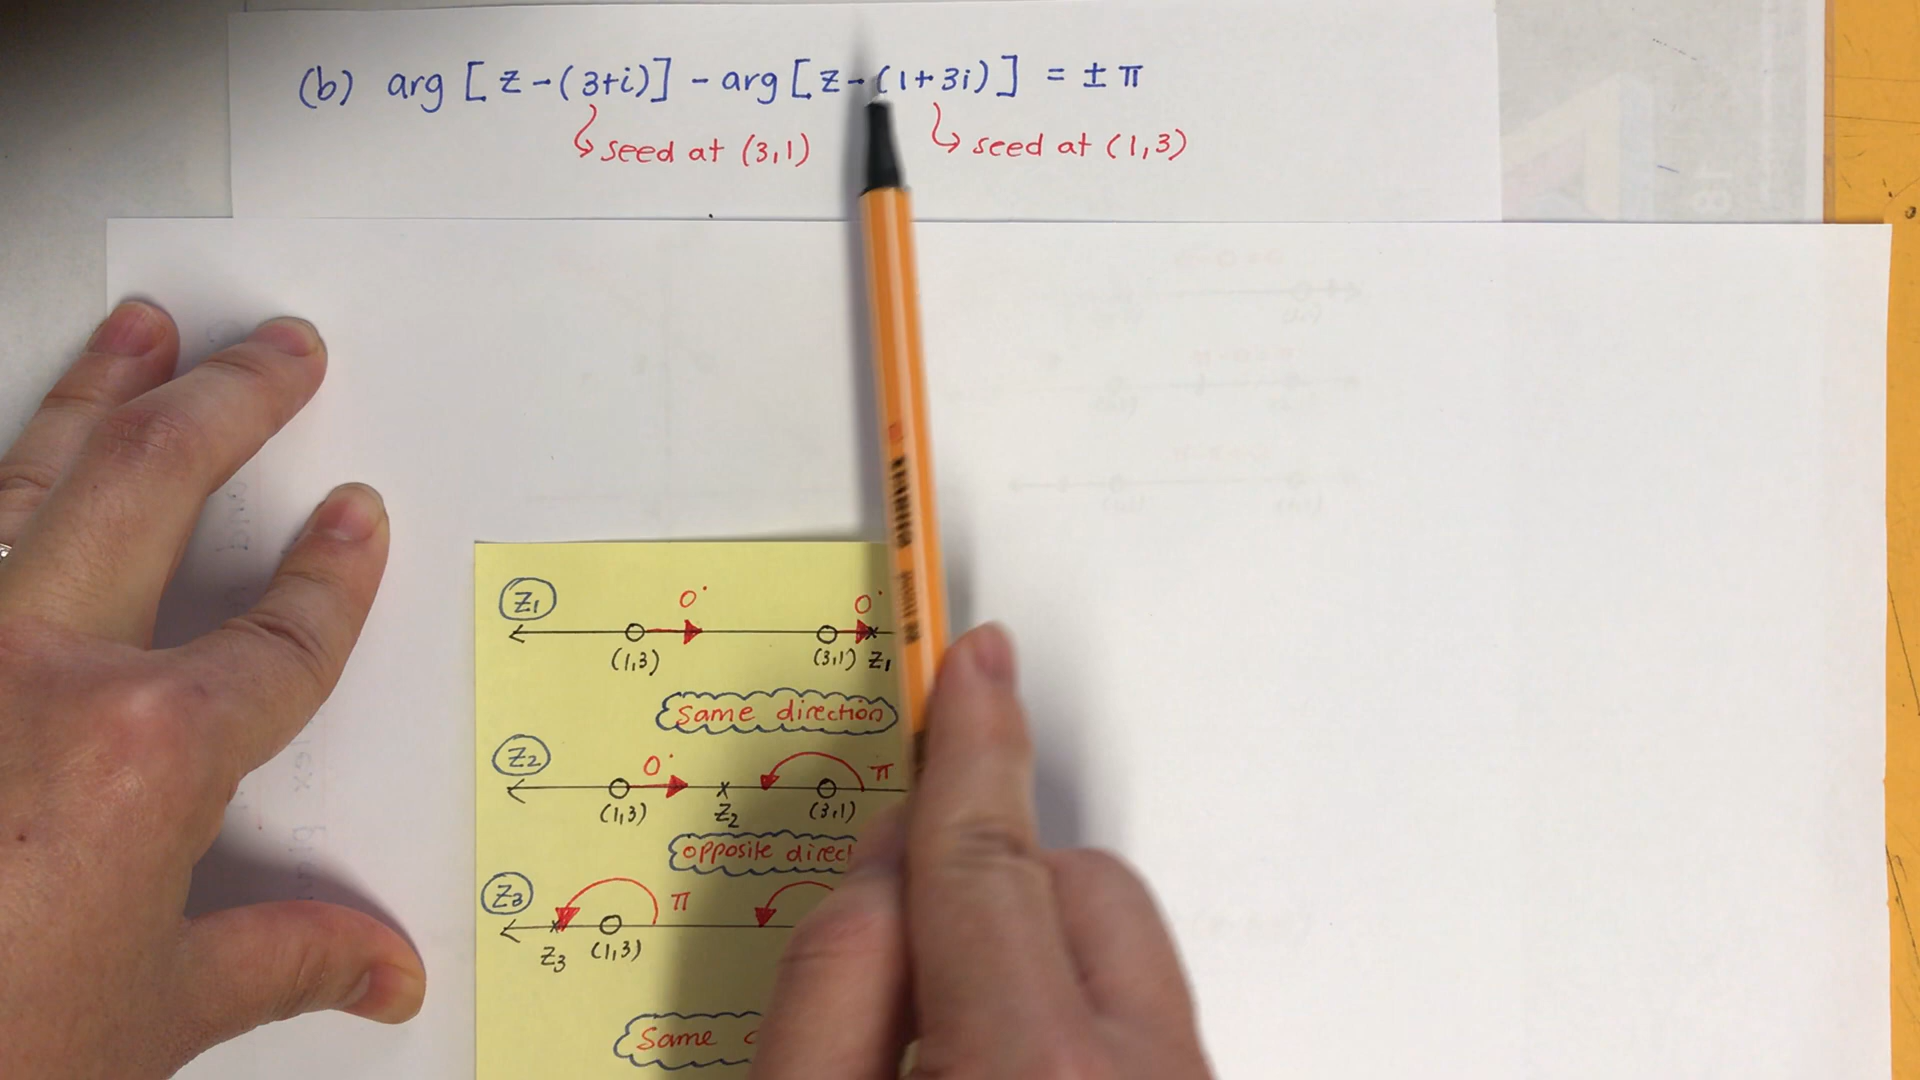 (b) arg [z-(3+i)] - arg [z-(1+3i)] = ± π
seed at (3,1) seed at (1,3)
Z1 0° 0°
(1,3) (3,1) Z1
same direction
Z2 0° π
(1,3) Z2 (3,1)
opposite
Z3 π
Z3 (1,3)
same